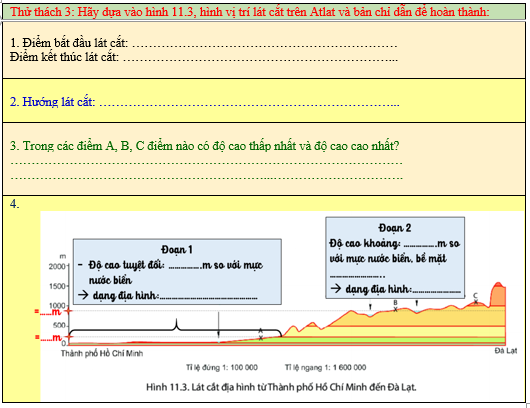 Thử thách 3: Hãy dựa vào hình 11.3, hình vị trí lát cắt trên Atlat và bản chỉ dẫn để hoàn thành:
1. Điểm bắt đầu lát cắt: ……………………………………………………
Điểm kết thúc lát cắt: ……………………………………………………...
2. Hướng lát cắt: …………………………………………………………...
3. Trong các điểm A, B, C điểm nào có độ cao thấp nhất và độ cao cao nhất?
………………………………………………………………………………
…………………………………………………...…………………………
4.
Đoạn 1
- Độ cao tuyệt đối: ……………m so với mực
nước biển
→ dạng địa hình:……………………………
Đoạn 2
Độ cao khoảng: ……………m so
với mực nước biển. bề mặt
………………..
→ dạng địa hình:……………
m
2000
1500
1000
500
0
=……m
=……m
A
B
C
Thành phố Hồ Chí Minh
Đà Lạt
Tỉ lệ đứng 1: 100 000
Tỉ lệ ngang 1: 1 600 000
Hình 11.3. Lát cắt địa hình từ Thành phố Hồ Chí Minh đến Đà Lạt.